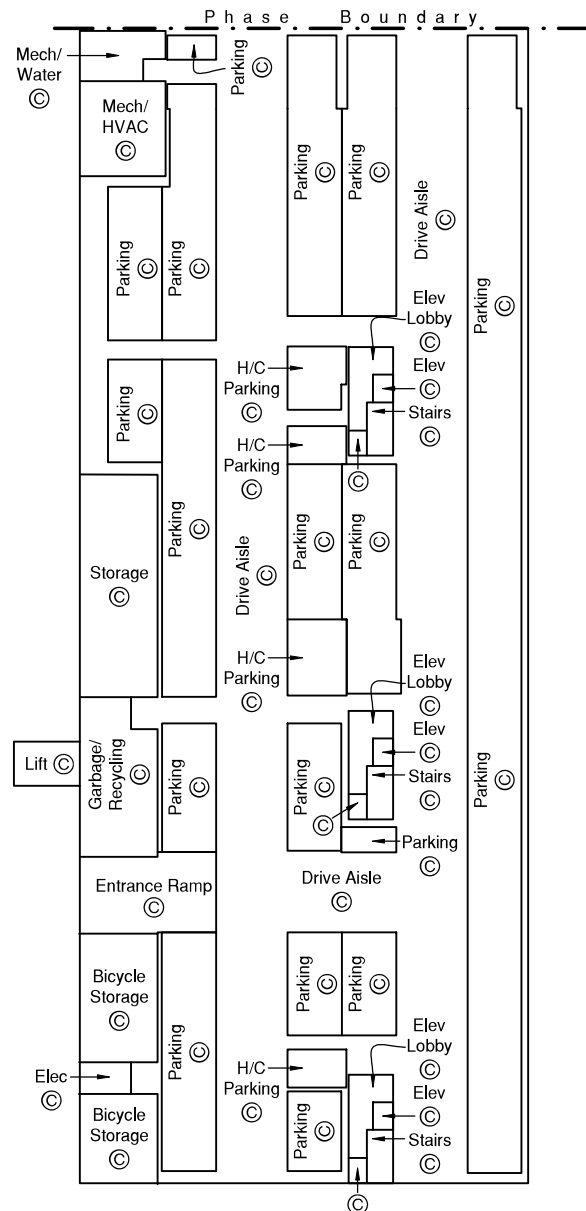 Phase Boundary
Mech/
Water
Ⓒ
Parking Ⓒ
Mech/
HVAC
Ⓒ
Parking Ⓒ
Parking Ⓒ
Drive Aisle Ⓒ
Parking Ⓒ
Parking Ⓒ
Parking Ⓒ
Elev
Lobby
Ⓒ
H/C
Parking
Ⓒ
Elev
Ⓒ
Stairs
Ⓒ
Parking Ⓒ
H/C
Parking
Ⓒ
Ⓒ
Parking Ⓒ
Parking Ⓒ
Parking Ⓒ
Storage
Ⓒ
Drive Aisle Ⓒ
H/C
Parking
Ⓒ
Elev
Lobby
Ⓒ
Lift Ⓒ
Garbage/
Recycling
Ⓒ
Parking Ⓒ
Parking Ⓒ
Elev
Ⓒ
Stairs
Ⓒ
Parking Ⓒ
Ⓒ
Parking
Ⓒ
Entrance Ramp
Ⓒ
Drive Aisle
Ⓒ
Bicycle
Storage
Ⓒ
Parking Ⓒ
Parking Ⓒ
Parking Ⓒ
Elev
Lobby
Ⓒ
Elec
Ⓒ
H/C
Parking
Ⓒ
Elev
Ⓒ
Bicycle
Storage
Ⓒ
Parking Ⓒ
Stairs
Ⓒ
Ⓒ